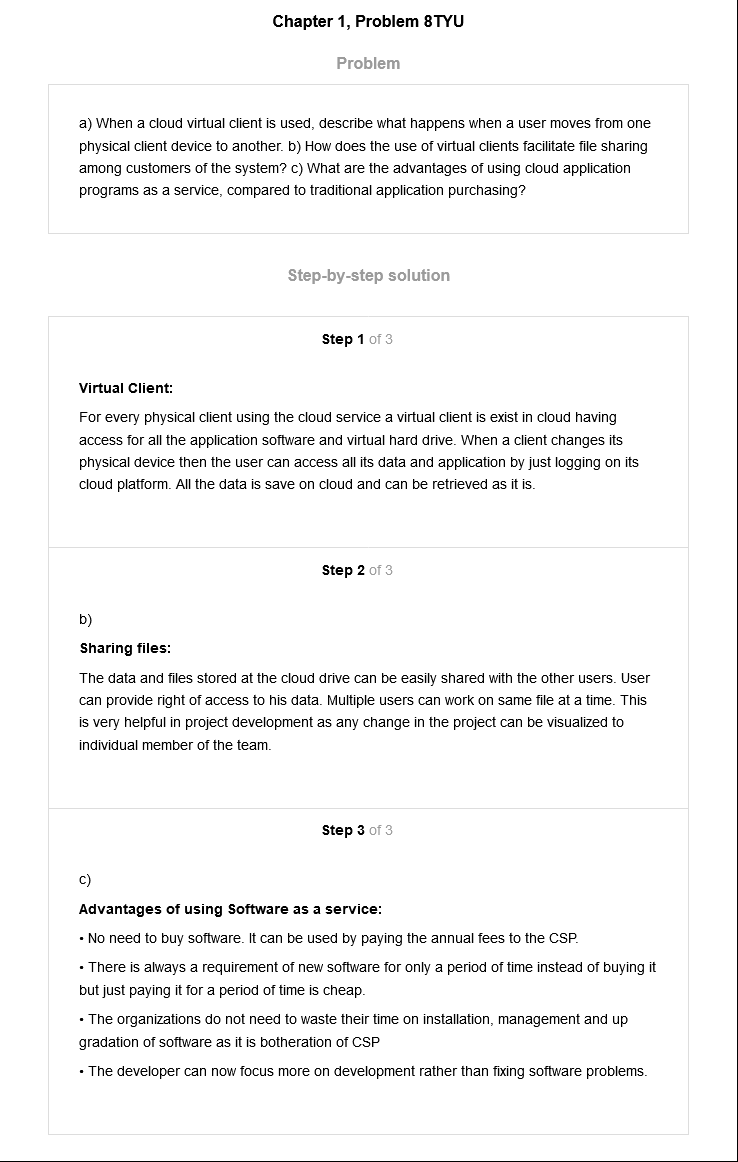 Chapter 1, Problem 8TYU
Problem
a) When a cloud virtual client is used, describe what happens when a user moves from one
physical client device to another. b) How does the use of virtual clients facilitate file sharing
among customers of the system? c) What are the advantages of using cloud application
programs as a service, compared to traditional application purchasing?
Step-by-step solution
Step 1 of 3
Virtual Client:
For every physical client using the cloud service a virtual client is exist in cloud having
access for all the application software and virtual hard drive. When a client changes its
physical device then the user can access all its data and application by just logging on its
cloud platform. All the data is save on cloud and can be retrieved as it is.
Step 2 of 3
b)
Sharing files:
The data and files stored at the cloud drive can be easily shared with the other users. User
can provide right of access to his data. Multiple users can work on same file at a time. This
is very helpful in project development as any change in the project can be visualized to
individual member of the team.
Step 3 of 3
c)
Advantages of using Software as a service:
• No need to buy software. It can be used by paying the annual fees to the CSP.
• There is always a requirement of new software for only a period of time instead of buying it
but just paying it for a period of time is cheap.
• The organizations do not need to waste their time on installation, management and up
gradation of software as it is botheration of CSP
• The developer can now focus more on development rather than fixing software problems.